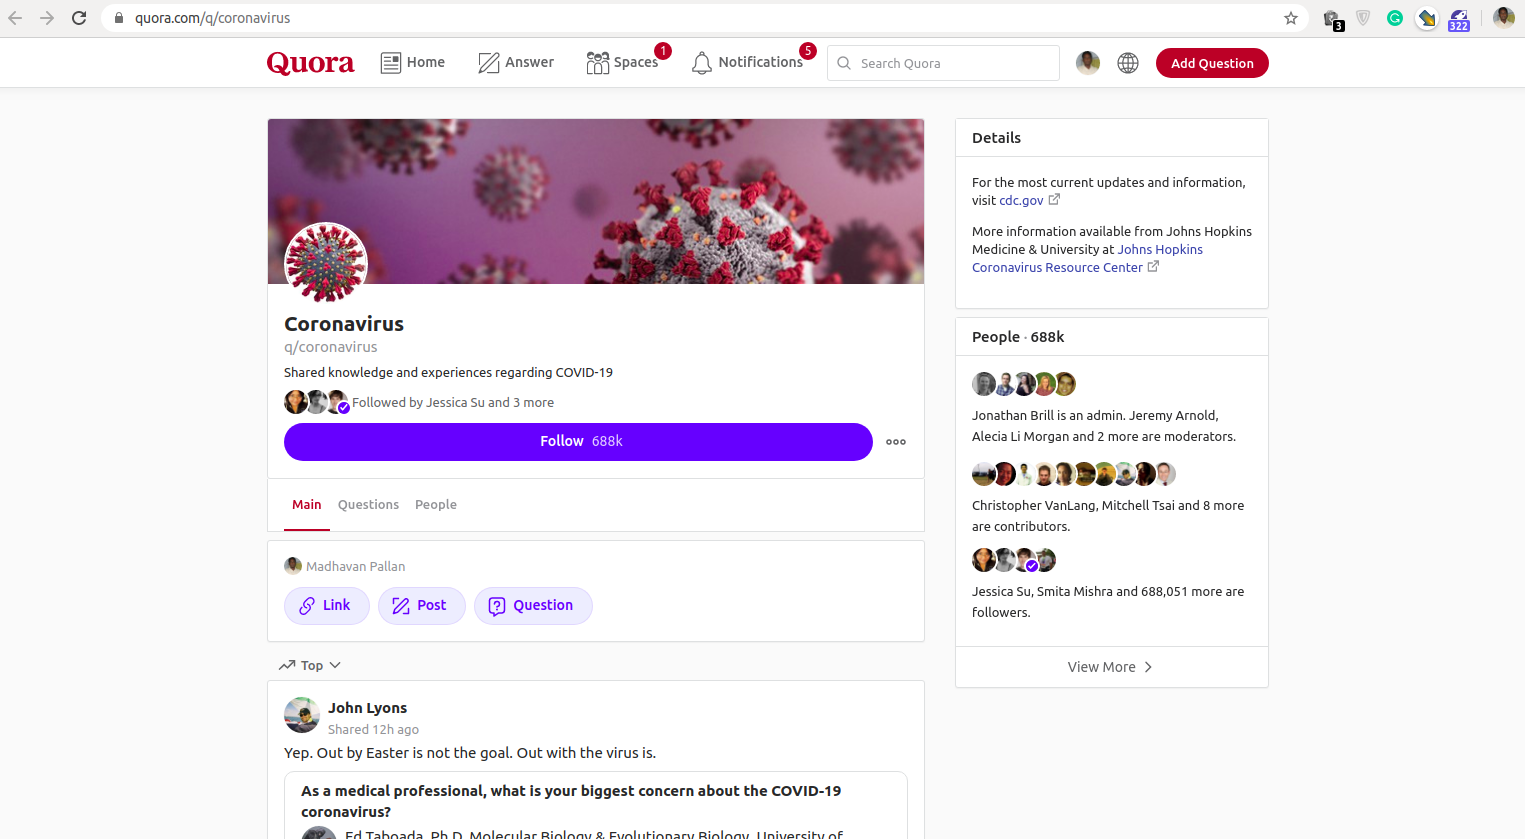 quora.com/q/coronavirus
3
322
Quora
Home
Answer
Spaces
1
Notifications
5
Search Quora
Add Question
Coronavirus
q/coronavirus
Shared knowledge and experiences regarding COVID-19
Followed by Jessica Su and 3 more
Follow 688k
Main
Questions
People
Madhavan Pallan
Link
Post
Question
Top
John Lyons
Shared 12h ago
Yep. Out by Easter is not the goal. Out with the virus is.
As a medical professional, what is your biggest concern about the COVID-19
coronavirus?
Ed Taboada, Ph.D. Molecular Biology & Evolutionary Biology, University of
Details
For the most current updates and information,
visit cdc.gov
More information available from Johns Hopkins
Medicine & University at Johns Hopkins
Coronavirus Resource Center
People · 688k
Jonathan Brill is an admin. Jeremy Arnold,
Alecia Li Morgan and 2 more are moderators.
Christopher VanLang, Mitchell Tsai and 8 more
are contributors.
Jessica Su, Smita Mishra and 688,051 more are
followers.
View More